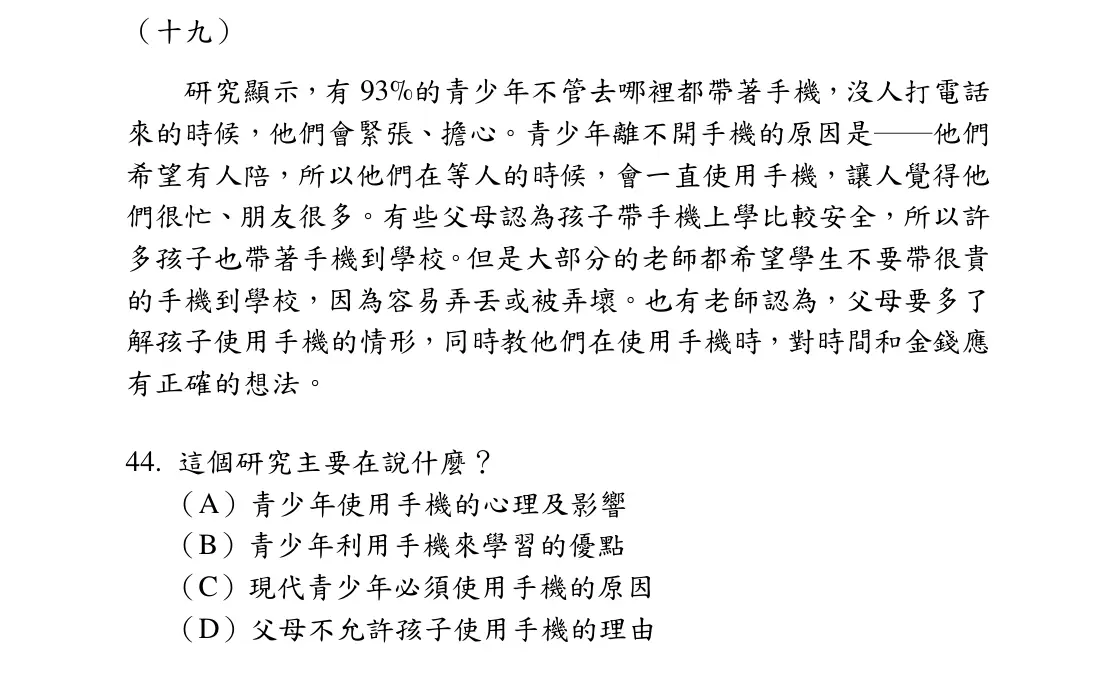 （十九）
研究顯示，有 93%的青少年不管去哪裡都帶著手機，沒人打電話
來的時候，他們會緊張、擔心。青少年離不開手機的原因是──他們
希望有人陪，所以他們在等人的時候，會一直使用手機，讓人覺得他
們很忙、朋友很多。有些父母認為孩子帶手機上學比較安全，所以許
多孩子也帶著手機到學校。但是大部分的老師都希望學生不要帶很貴
的手機到學校，因為容易弄丟或被弄壞。也有老師認為，父母要多了
解孩子使用手機的情形，同時教他們在使用手機時，對時間和金錢應
有正確的想法。
44. 這個研究主要在說什麼？
（A）青少年使用手機的心理及影響
（B）青少年利用手機來學習的優點
（C）現代青少年必須使用手機的原因
（D）父母不允許孩子使用手機的理由